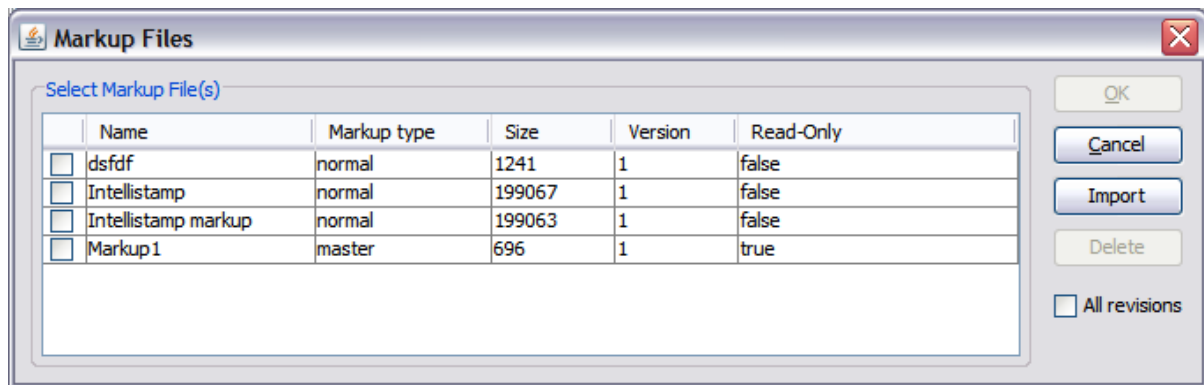 Markup Files
Select Markup File(s)
OK
Name Markup type Size Version Read-Only
Cancel
dsfdf normal 1241 1 false
Intellistamp normal 199067 1 false
Import
Intellistamp markup normal 199063 1 false
Markup1 master 696 1 true
Delete
All revisions